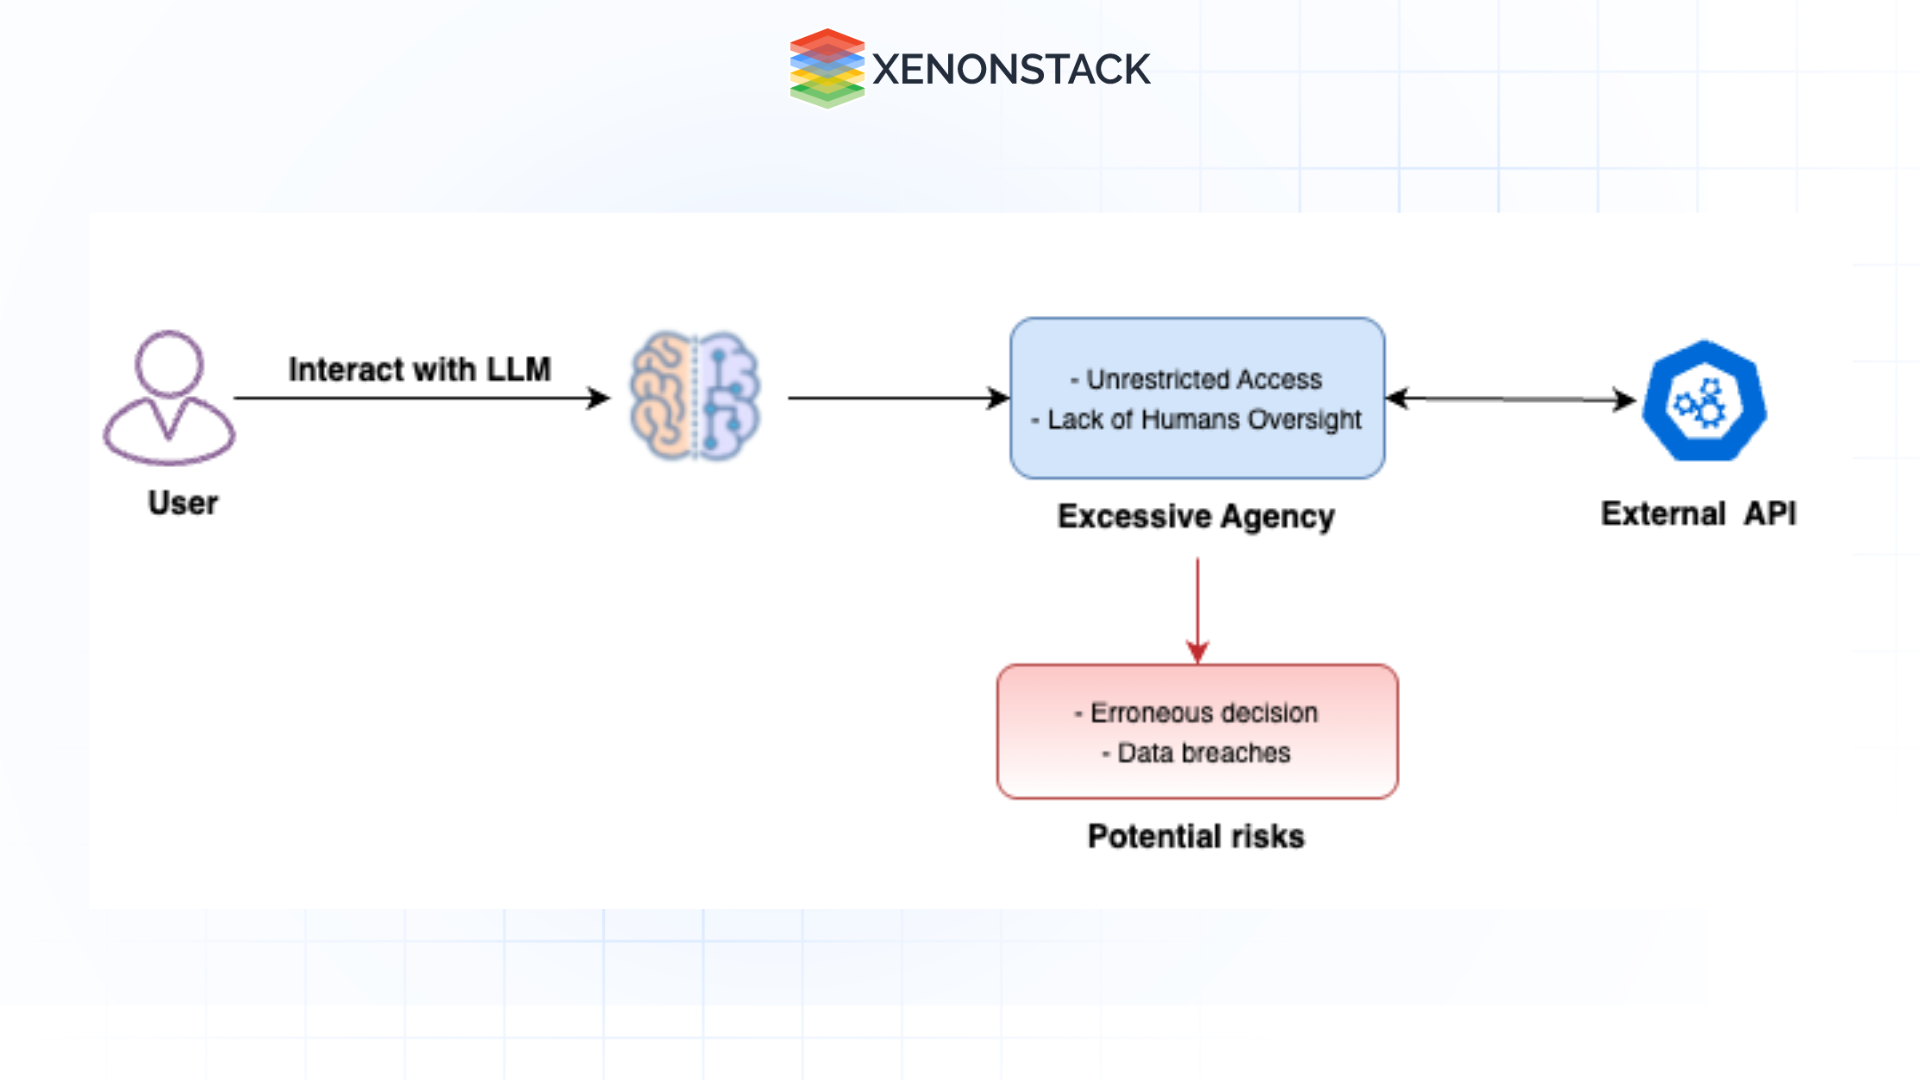 XENONSTACK
Interact with LLM
User
- Unrestricted Access
- Lack of Humans Oversight
Excessive Agency
External API
- Erroneous decision
- Data breaches
Potential risks